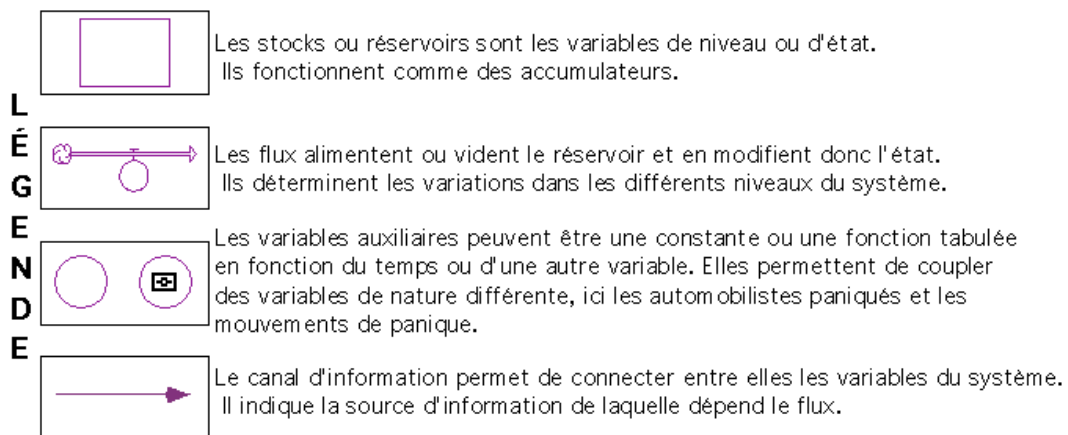 LÉGENDE
Les stocks ou réservoirs sont les variables de niveau ou d'état.
Ils fonctionnent comme des accumulateurs.
Les flux alimentent ou vident le réservoir et en modifient donc l'état.
Ils déterminent les variations dans les différents niveaux du système.
Les variables auxiliaires peuvent être une constante ou une fonction tabulée
en fonction du temps ou d'une autre variable. Elles permettent de coupler
des variables de nature différente, ici les automobilistes paniqués et les
mouvements de panique.
Le canal d'information permet de connecter entre elles les variables du système.
Il indique la source d'information de laquelle dépend le flux.